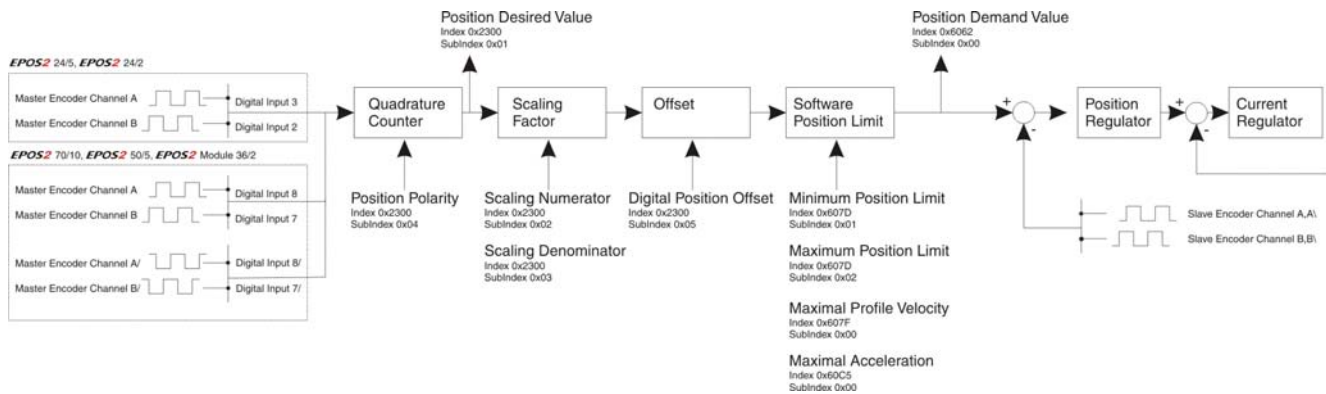 Position Desired Value
Index 0x2300
SubIndex 0x01
Position Demand Value
Index 0x6062
SubIndex 0x00
EPOS2 24/5, EPOS2 24/2
Master Encoder Channel A
Digital Input 3
Master Encoder Channel B
Digital Input 2
EPOS2 70/10, EPOS2 50/5, EPOS2 Module 36/2
Master Encoder Channel A
Digital Input 8
Master Encoder Channel B
Digital Input 7
Master Encoder Channel A/
Digital Input 8/
Master Encoder Channel B/
Digital Input 7/
Quadrature
Counter
Scaling
Factor
Offset
Software
Position Limit
+
-
Position
Regulator
+
-
Current
Regulator
Position Polarity
Index 0x2300
SubIndex 0x04
Scaling Numerator
Index 0x2300
SubIndex 0x02
Scaling Denominator
Index 0x2300
SubIndex 0x03
Digital Position Offset
Index 0x2300
SubIndex 0x05
Minimum Position Limit
Index 0x607D
SubIndex 0x01
Maximum Position Limit
Index 0x607D
SubIndex 0x02
Maximal Profile Velocity
Index 0x607F
SubIndex 0x00
Maximal Acceleration
Index 0x60C5
SubIndex 0x00
Slave Encoder Channel A,A\
Slave Encoder Channel B,B\